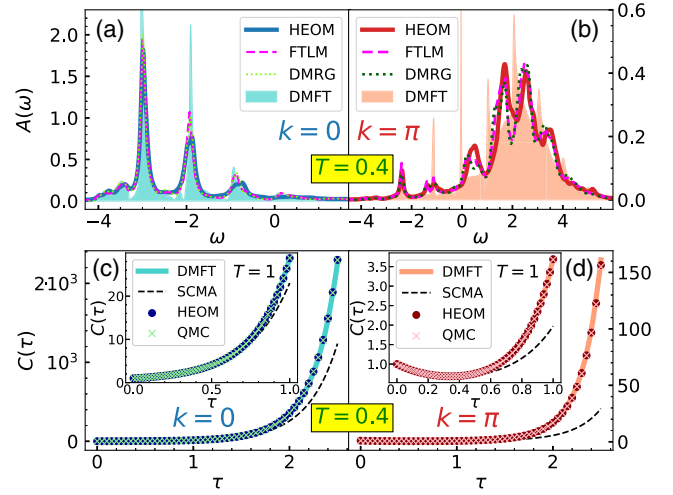 (a)
HEOM
FTLM
DMRG
DMFT
k = 0
A(ω)
2.0
1.5
1.0
0.5
0.0
−4 −2 0
ω
(b)
HEOM
FTLM
DMRG
DMFT
k = π
0.6
0.4
0.2
0.0
−4 −2 0 2 4
ω
T = 0.4
(c)
DMFT
SCMA
HEOM
QMC
T = 1
C(τ)
20
0
0.0 0.5 1.0
τ
k = 0
C(τ)
2·10³
10³
0
0 1 2
τ
(d)
DMFT
SCMA
HEOM
QMC
T = 1
C(τ)
3.5
3.0
2.5
2.0
1.5
1.0
0.0 0.2 0.4 0.6 0.8 1.0
τ
k = π
150
100
50
0
0 1 2
τ
T = 0.4